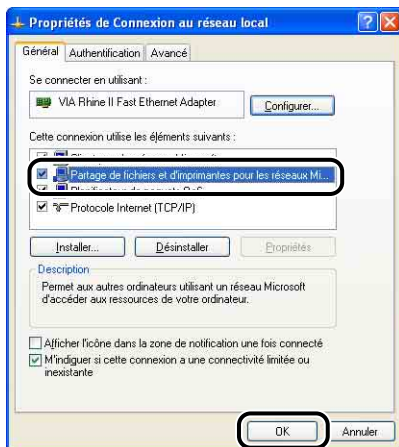 Propriétés de Connexion au réseau local
Général Authentification Avancé
Se connecter en utilisant :
VIA Rhine II Fast Ethernet Adapter Configurer...
Cette connexion utilise les éléments suivants :
Partage de fichiers et d'imprimantes pour les réseaux Mi...
Protocole Internet (TCP/IP)
Installer... Désinstaller Propriétés
Description
Permet aux autres ordinateurs utilisant un réseau Microsoft
d'accéder aux ressources de votre ordinateur.
Afficher l'icône dans la zone de notification une fois connecté
M'indiquer si cette connexion a une connectivité limitée ou
inexistante
OK Annuler